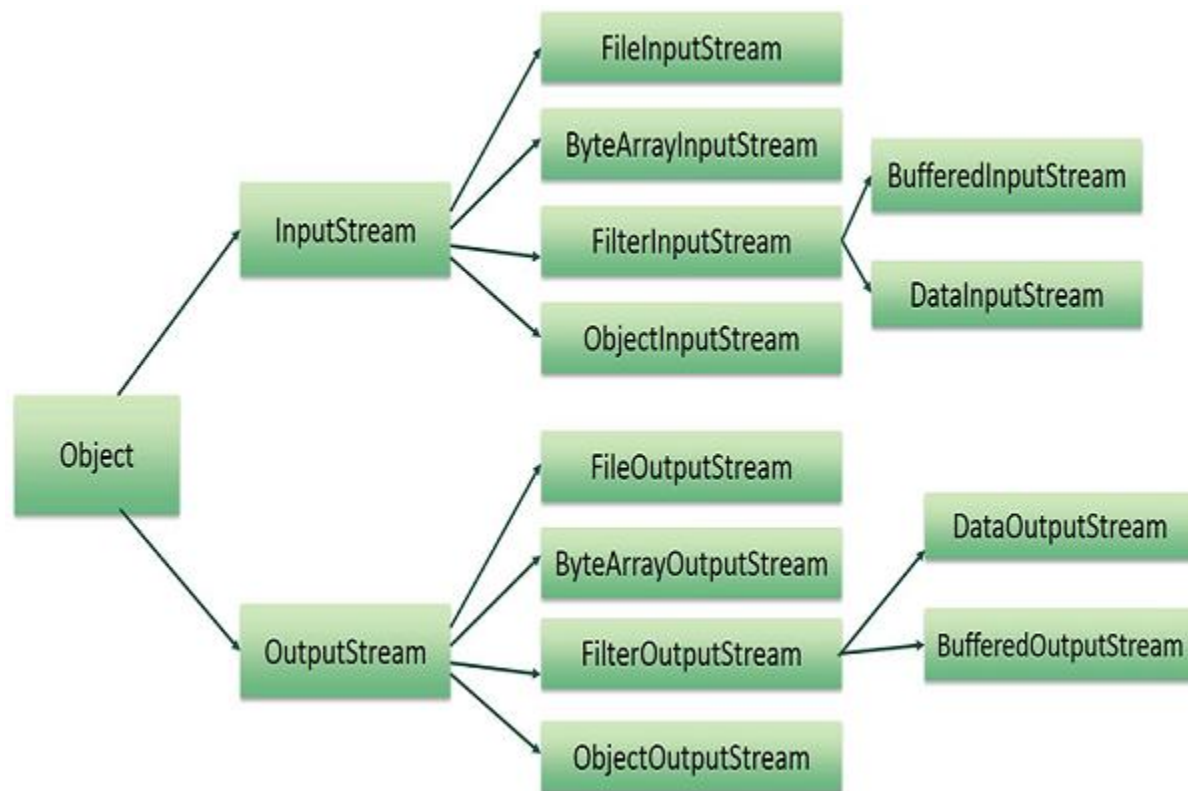 FileInputStream
ByteArrayInputStream
BufferedInputStream
InputStream
FilterInputStream
DataInputStream
ObjectInputStream
Object
FileOutputStream
DataOutputStream
ByteArrayOutputStream
OutputStream
FilterOutputStream
BufferedOutputStream
ObjectOutputStream